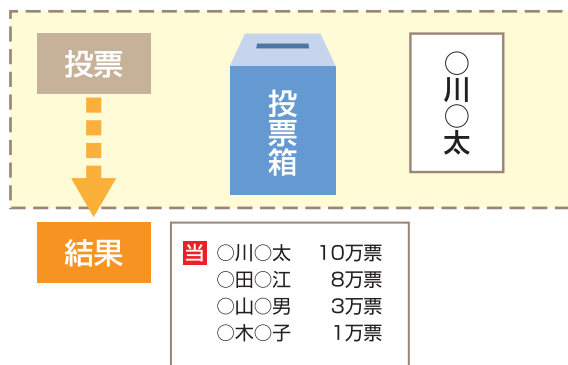 投票
投票箱
○川○太
結果
当 ○川○太 10万票
○田○江 8万票
○山○男 3万票
○木○子 1万票